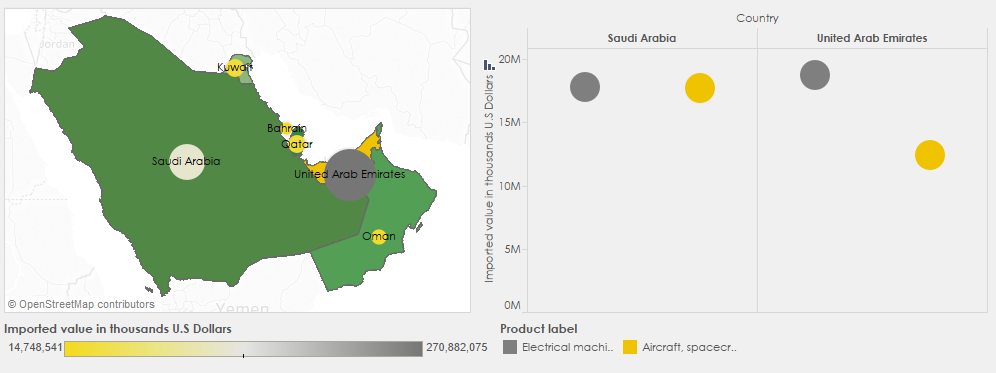 Jordan
Kuwait
Bahrain
Qatar
Saudi Arabia
United Arab Emirates
Oman
Yemen
© OpenStreetMap contributors
Imported value in thousands U.S Dollars
14,748,541
270,882,075
Country
Saudi Arabia
United Arab Emirates
Imported value in thousands U.S Dollars
20M
15M
10M
5M
0M
Product label
Electrical machi..
Aircraft, spacecr..